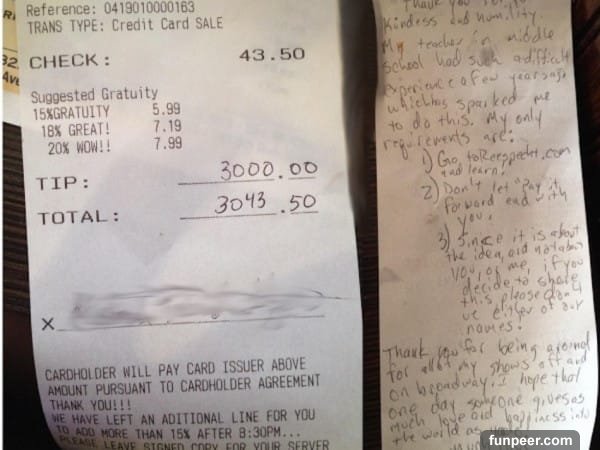 Reference: 0419010000163
TRANS TYPE: Credit Card SALE
CHECK: 43.50
Suggested Gratuity
15%GRATUITY 5.99
18% GREAT! 7.19
20% WOW!! 7.99
TIP: 3000.00
TOTAL: 3043.50
X
CARDHOLDER WILL PAY CARD ISSUER ABOVE
AMOUNT PURSUANT TO CARDHOLDER AGREEMENT
THANK YOU!!!
WE HAVE LEFT AN ADITIONAL LINE FOR YOU
TO ADD MORE THAN 15% AFTER 8:30PM...
PLEASE LEAVE SIGNED COPY FOR YOUR SERVER
32
Ave
Thank you for
kindess and humility.
My teacher in middle
school had such a difficult
experience a few years ago
which has sparked me
to do this. My only
requirements are:
1) Go to
and learn!
2) Don't let "Pay it
forward end with
you.
3) Since it is about
the idea, and not about
you, or me, if you
decide to share
this, please don't
use either of our
names!
Thank you for being around
for all of my shows off and
on broadway. I hope that
one day someone gives as
much love and happiness into
the world as you
funpeer.com